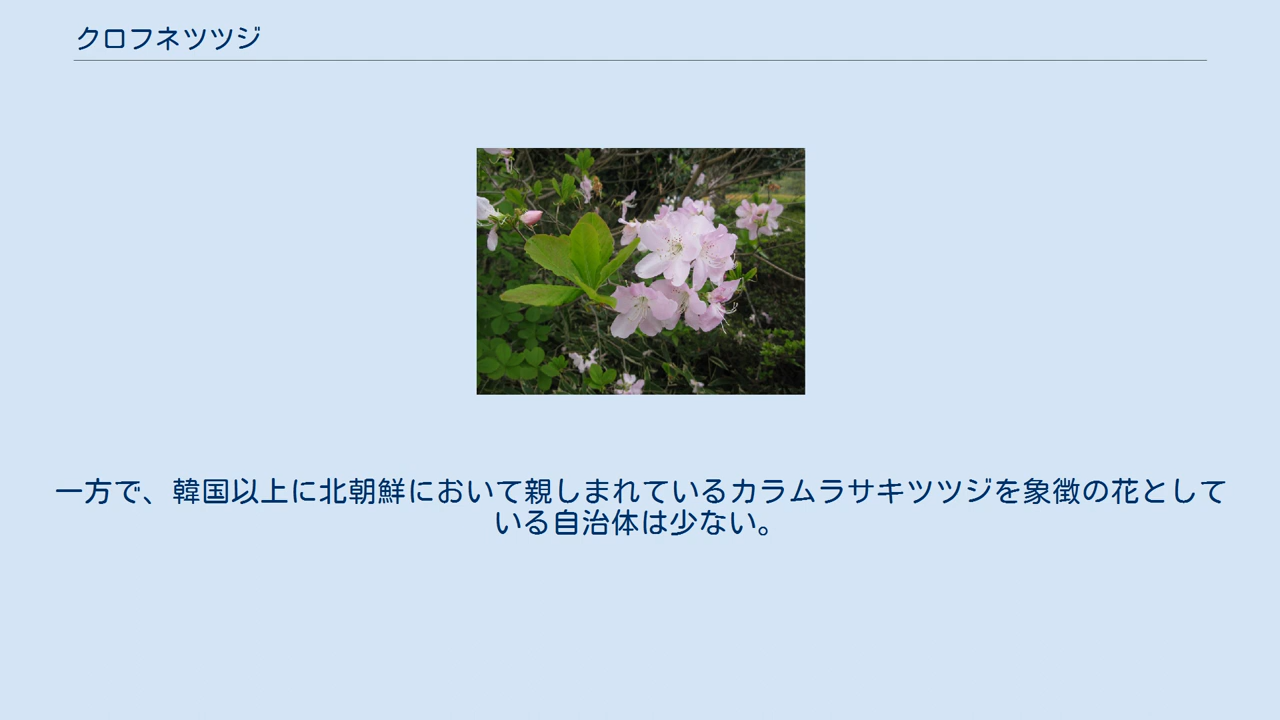 クロフネツツジ
一方で、韓国以上に北朝鮮において親しまれているカラムラサキツツジを象徴の花として
いる自治体は少ない。